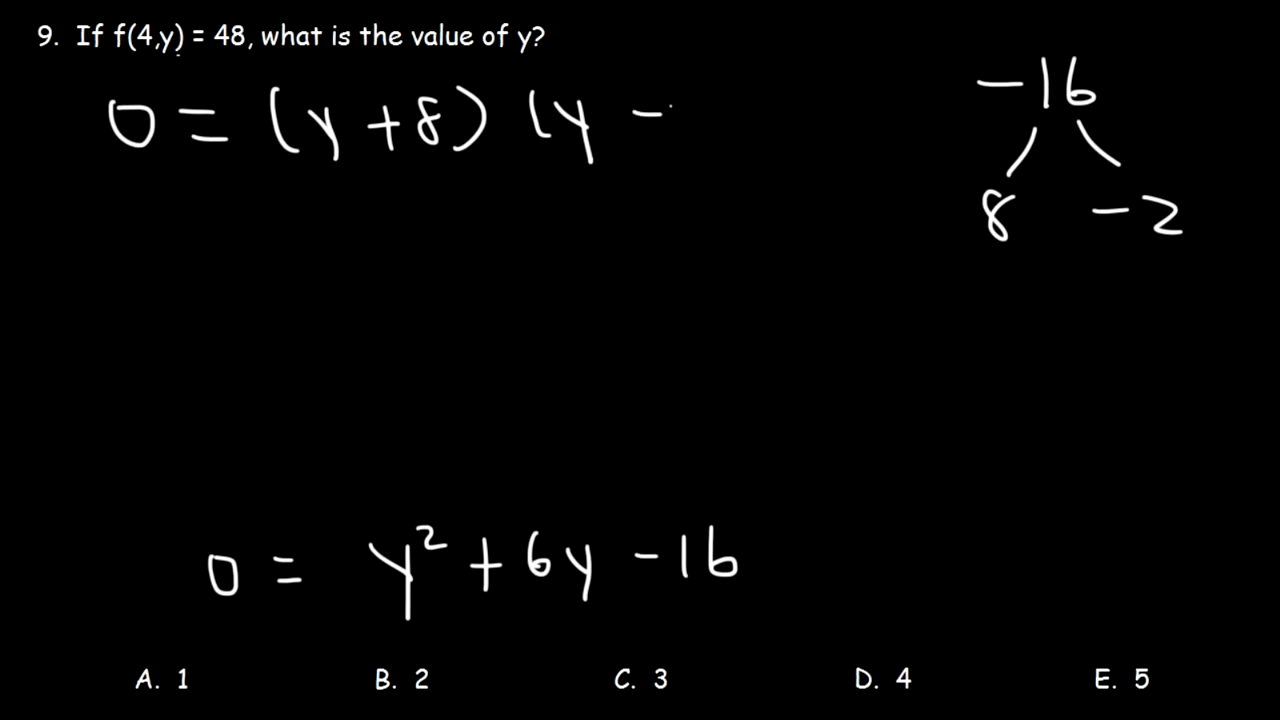 9. If f(4,y) = 48, what is the value of y?
0 = (y + 8) (y -
-16
8 -2
0 = y² + 6y - 16
A. 1 B. 2 C. 3 D. 4 E. 5